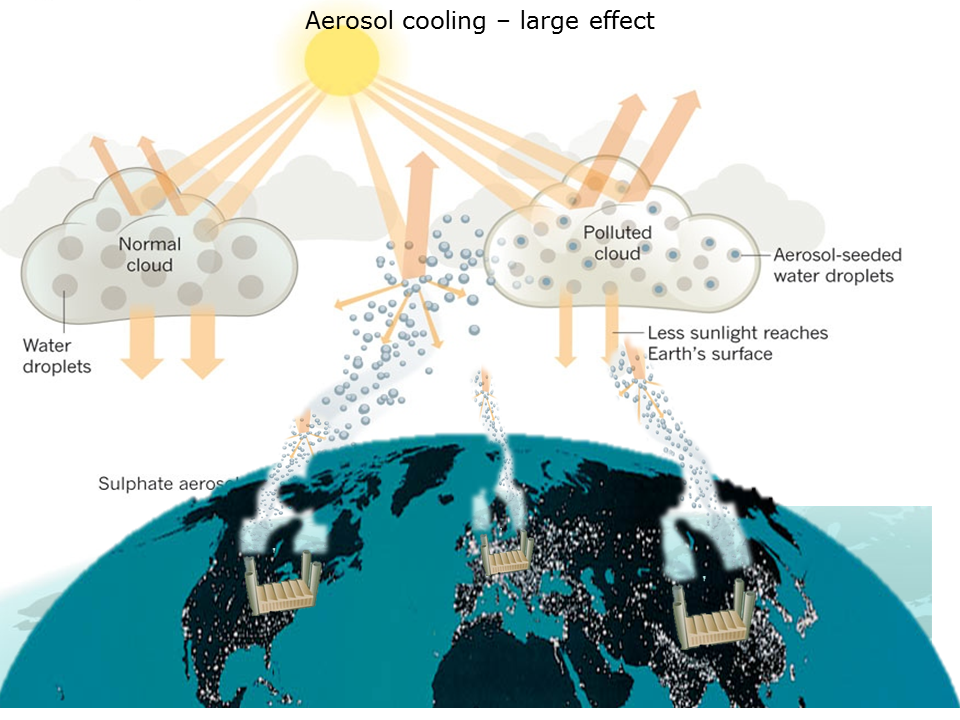 Aerosol cooling – large effect
Normal
cloud
Polluted
cloud
Aerosol-seeded
water droplets
Water
droplets
Less sunlight reaches
Earth's surface
Sulphate